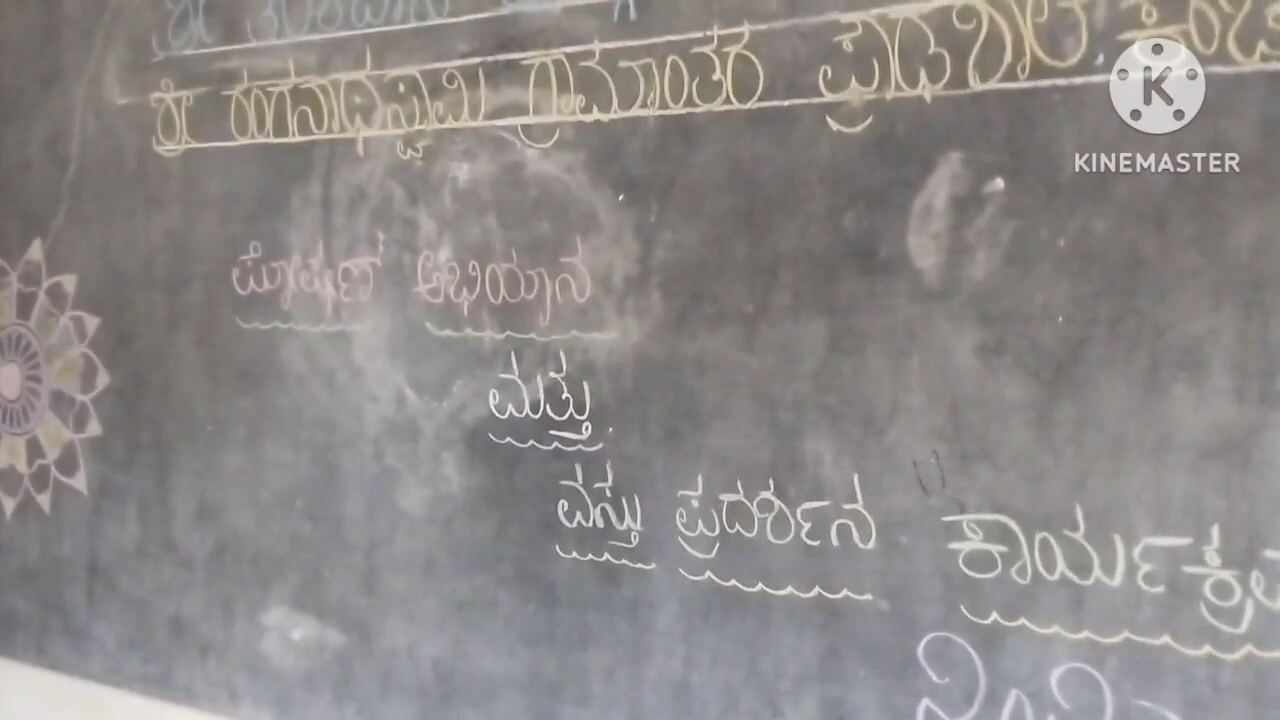 ಶ್ರೀ
ಶ್ರೀ ರಂಗನಾಥಸ್ವಾಮಿ ಗ್ರಾಮಾಂತರ ಪ್ರೌಢಶಾಲೆ
ಪೋಷಣ್ ಅಭಿಯಾನ
ಮತ್ತು
ವಸ್ತು ಪ್ರದರ್ಶನ ಕಾರ್ಯಕ್ರಮ
KINEMASTER